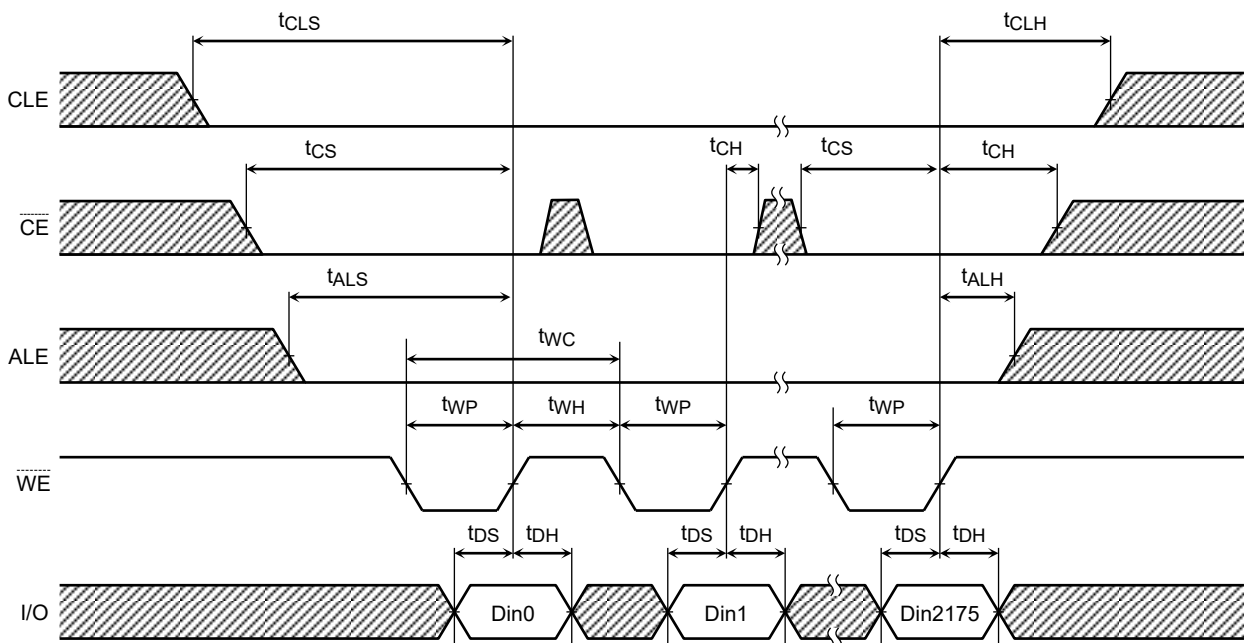 tCLS tCLH
CLE
tCS tCH tCS tCH
CE
tALS tALH
ALE
tWC
tWP tWH tWP tWP
WE
tDS tDH tDS tDH tDS tDH
I/O Din0 Din1 Din2175